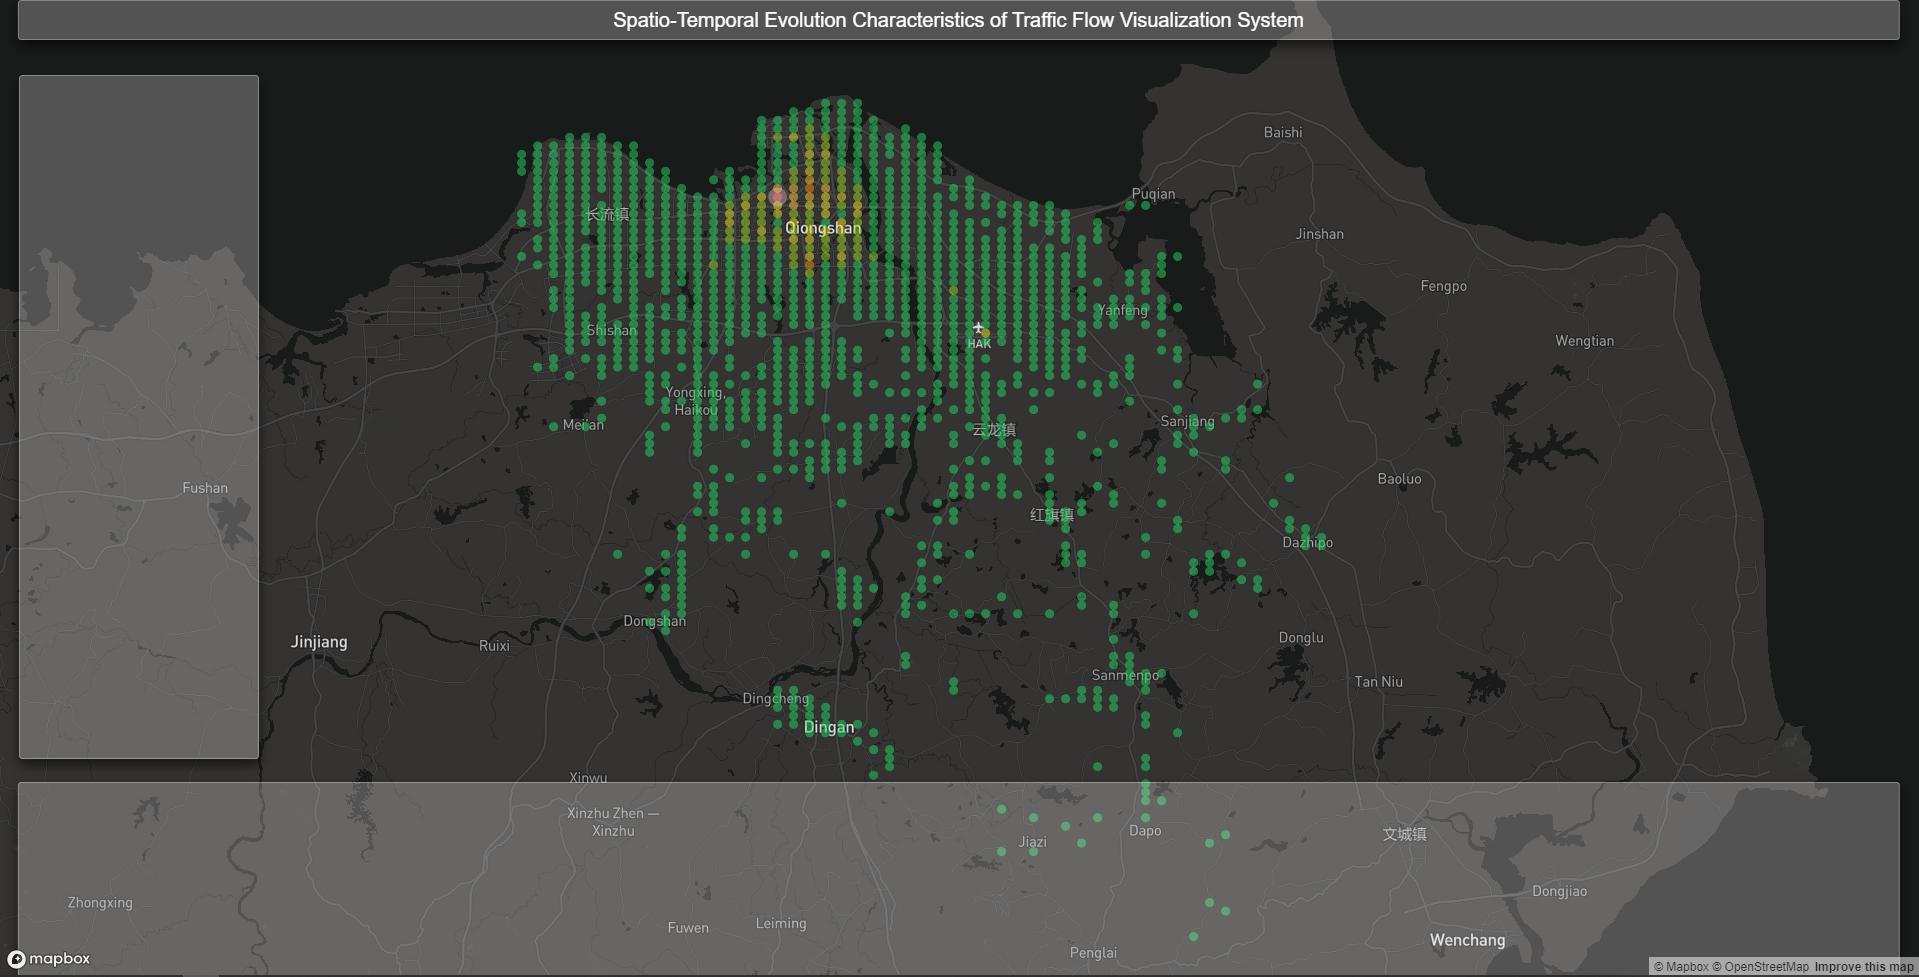 Spatio-Temporal Evolution Characteristics of Traffic Flow Visualization System
Baishi
Puqian
长流镇
Qiongshan
Jinshan
Fengpo
Yanfeng
Shishan
HAK
Wengtian
Yongxing,
Haikou
Meian
Sanjiang
云龙镇
Baoluo
Fushan
红旗镇
Dazhipo
Dongshan
Jinjiang
Ruixi
Donglu
Sanmenpo
Tan Niu
Dingcheng
Dingan
Xinwu
Xinzhu Zhen —
Xinzhu
Jiazi
Dapo
文城镇
Dongjiao
Zhongxing
Fuwen
Leiming
Wenchang
Penglai
mapbox
© Mapbox © OpenStreetMap Improve this map